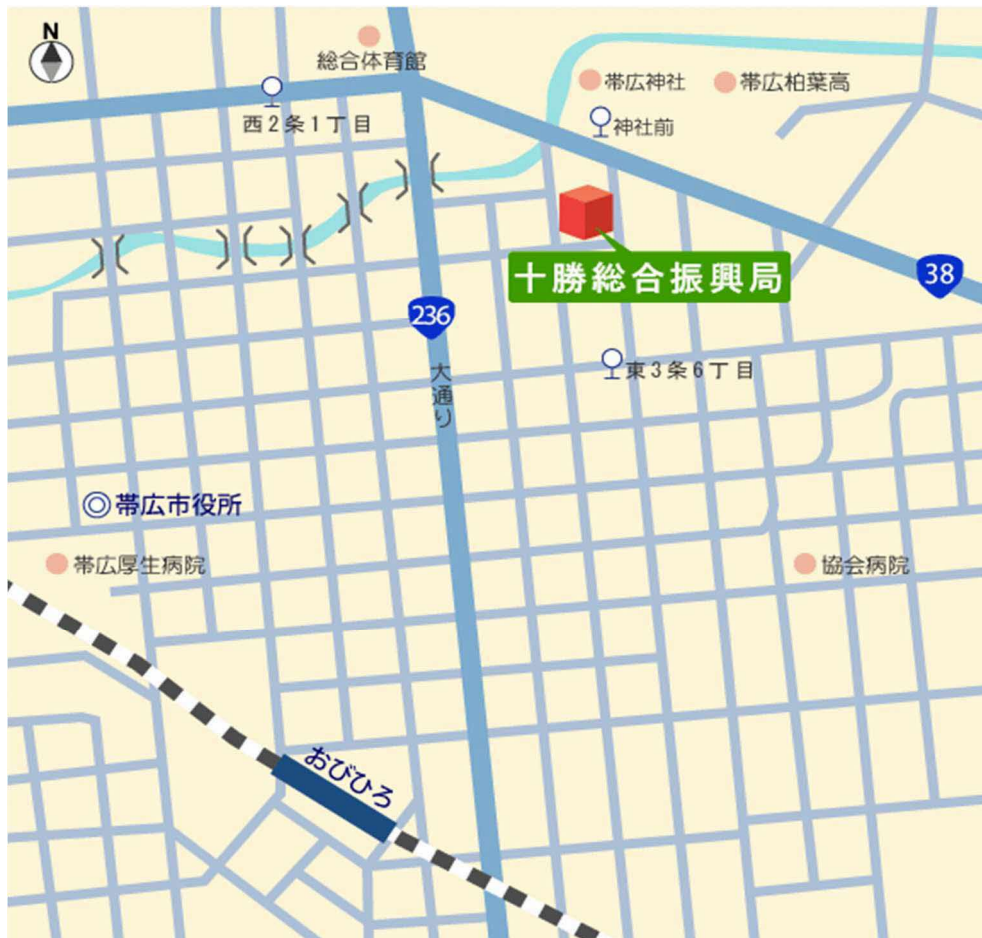 N
総合体育館
帯広神社
帯広柏葉高
西2条1丁目
神社前
十勝総合振興局
38
236
大通り
東3条6丁目
帯広市役所
帯広厚生病院
協会病院
おびひろ